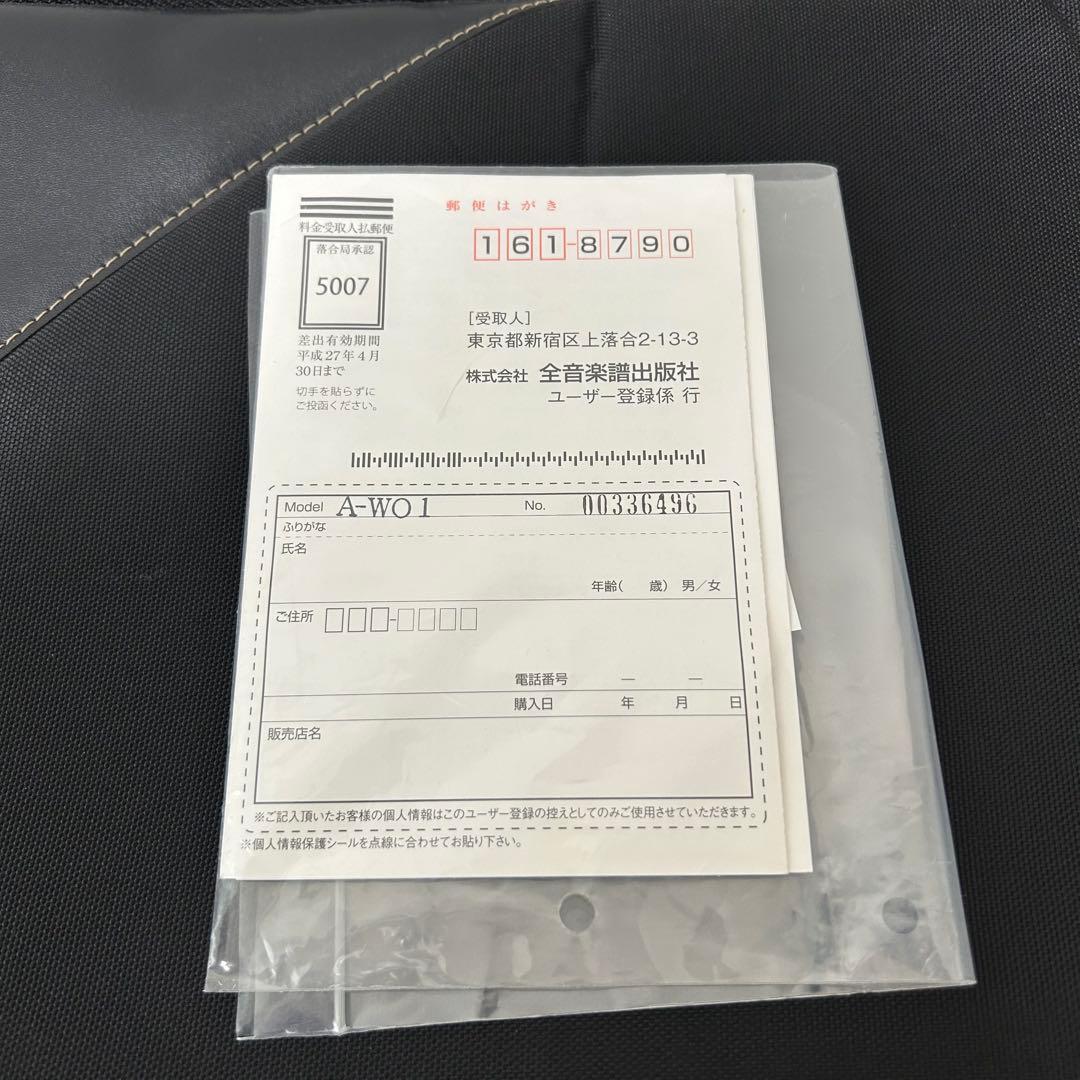 郵便はがき
料金受取人払郵便
落合局承認
5007
差出有効期間
平成27年4月
30日まで
切手を貼らずに
ご投函ください。
161-8790
[受取人]
東京都新宿区上落合2-13-3
株式会社 全音楽譜出版社
ユーザー登録係 行
Model A-WO1 No. 00336496
ふりがな
氏名
年齢( 歳) 男/女
ご住所 -
電話番号 ― ―
購入日 年 月 日
販売店名
※ご記入頂いたお客様の個人情報はこのユーザー登録の控えとしてのみご使用させていただきます。
※個人情報保護シールを点線に合わせてお貼り下さい。